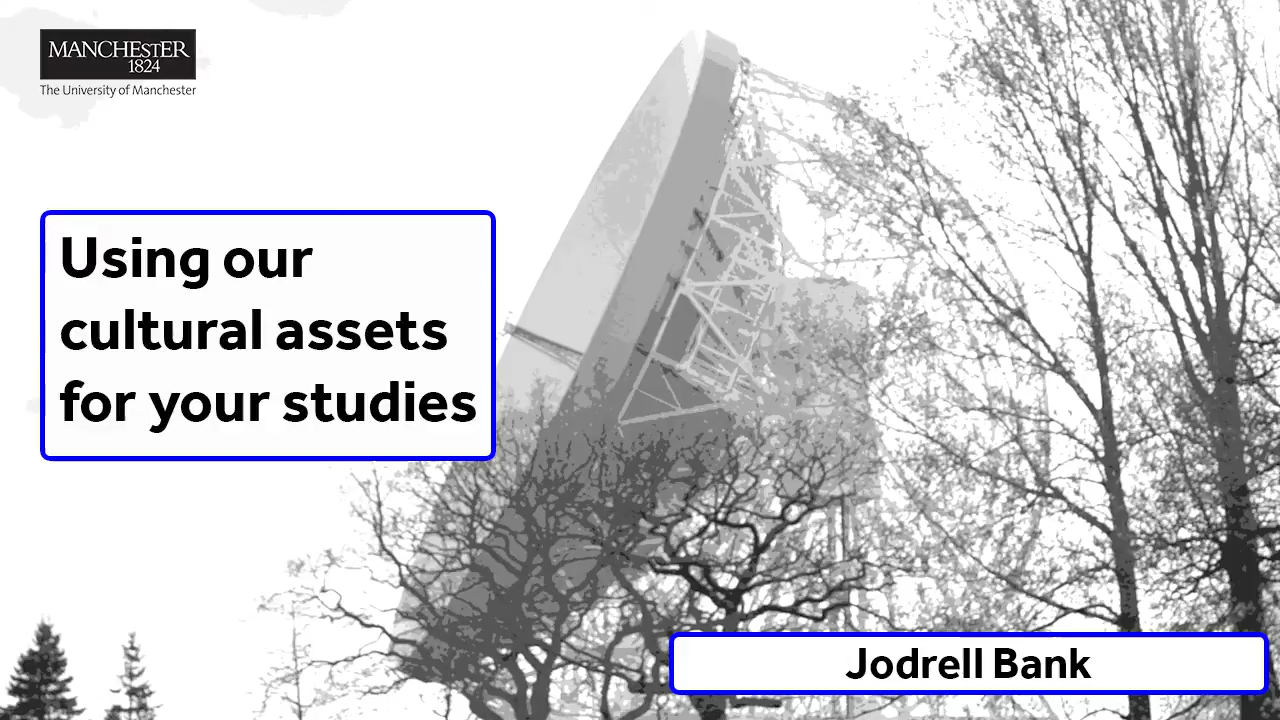 MANCHESTER
1824
The University of Manchester
Using our
cultural assets
for your studies
Jodrell Bank